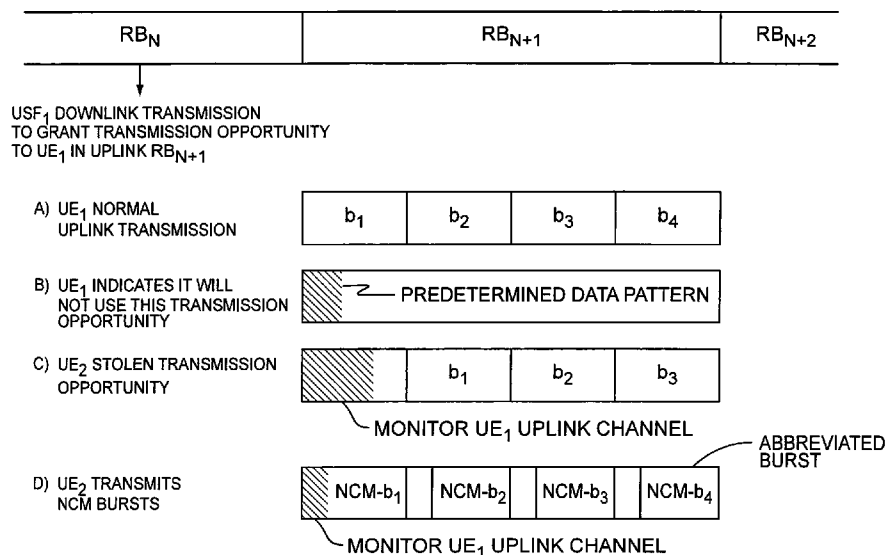 RB_N RB_N+1 RB_N+2
USF_1 DOWNLINK TRANSMISSION
TO GRANT TRANSMISSION OPPORTUNITY
TO UE_1 IN UPLINK RB_N+1
A) UE_1 NORMAL
UPLINK TRANSMISSION
b_1 b_2 b_3 b_4
B) UE_1 INDICATES IT WILL
NOT USE THIS TRANSMISSION
OPPORTUNITY
PREDETERMINED DATA PATTERN
C) UE_2 STOLEN TRANSMISSION
OPPORTUNITY
b_1 b_2 b_3
MONITOR UE_1 UPLINK CHANNEL
ABBREVIATED
BURST
D) UE_2 TRANSMITS
NCM BURSTS
NCM-b_1 NCM-b_2 NCM-b_3 NCM-b_4
MONITOR UE_1 UPLINK CHANNEL